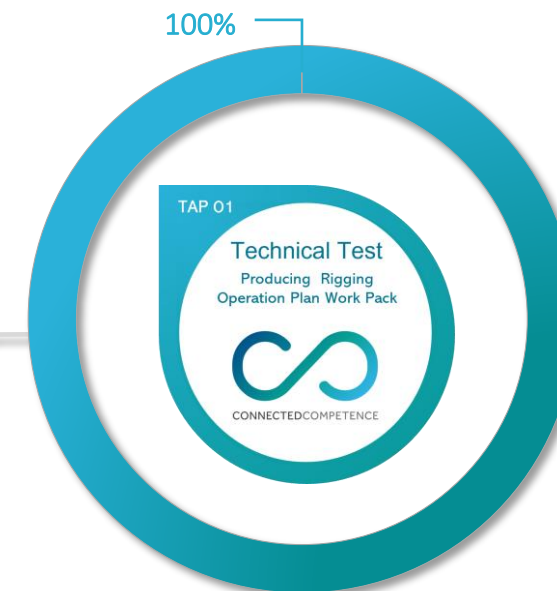 100%
TAP 01
Technical Test
Producing Rigging
Operation Plan Work Pack
CONNECTEDCOMPETENCE